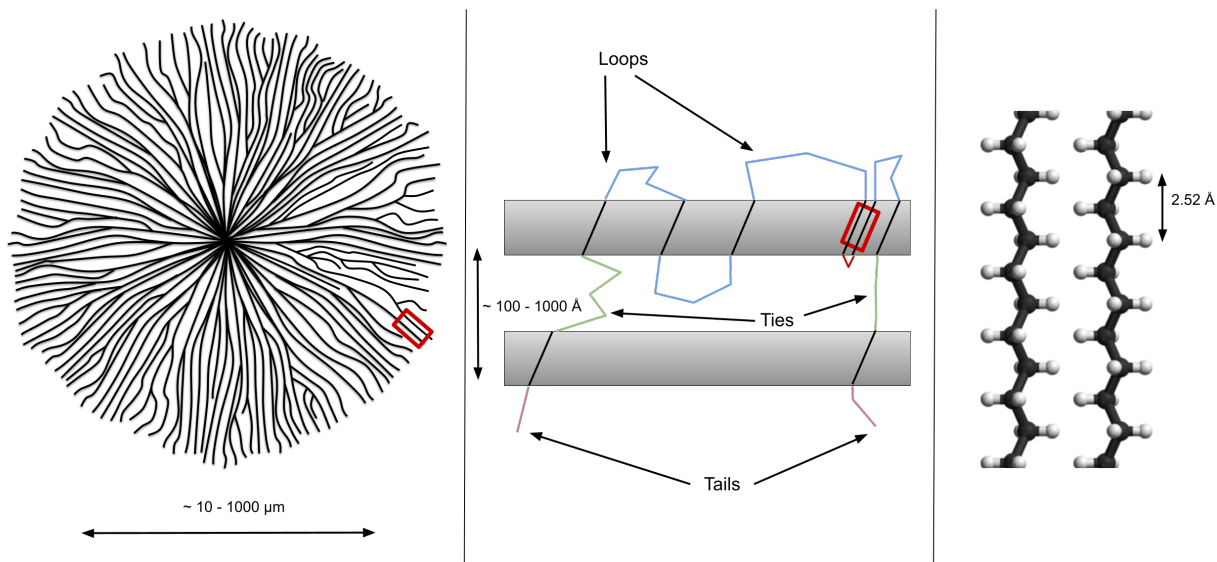 Loops
~ 100 - 1000 Å
Ties
Tails
~ 10 - 1000 µm
2.52 Å